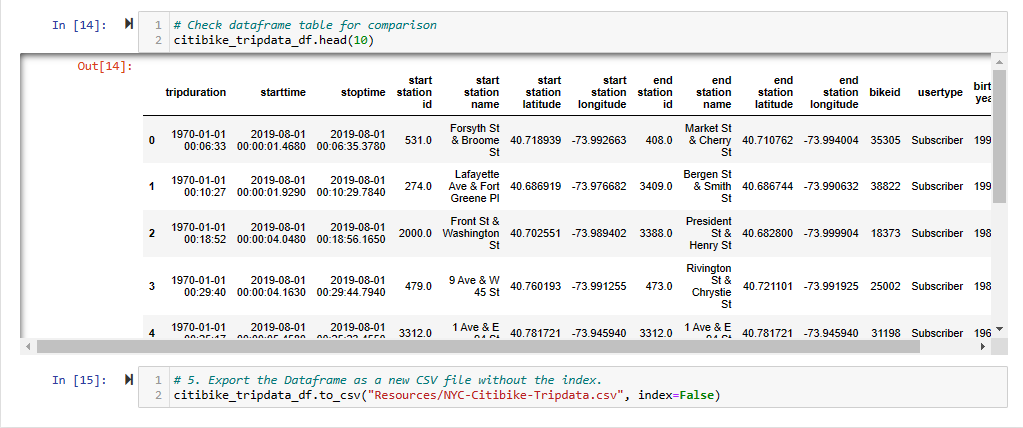 In [14]:
1 # Check dataframe table for comparison
2 citibike_tripdata_df.head(10)
Out[14]:
tripduration starttime stoptime start station id start station name start station latitude start station longitude end station id end station name end station latitude end station longitude bikeid usertype
0 1970-01-01 00:06:33 2019-08-01 00:00:01.4680 2019-08-01 00:06:35.3780 531.0 Forsyth St & Broome St 40.718939 -73.992663 408.0 Market St & Cherry St 40.710762 -73.994004 35305 Subscriber 199
1 1970-01-01 00:10:27 2019-08-01 00:00:01.9290 2019-08-01 00:10:29.7840 274.0 Lafayette Ave & Fort Greene Pl 40.686919 -73.976682 3409.0 Bergen St & Smith St 40.686744 -73.990632 38822 Subscriber 199
2 1970-01-01 00:18:52 2019-08-01 00:00:04.0480 2019-08-01 00:18:56.1650 2000.0 Front St & Washington St 40.702551 -73.989402 3388.0 President St & Henry St 40.682800 -73.999904 18373 Subscriber 198
3 1970-01-01 00:29:40 2019-08-01 00:00:04.1630 2019-08-01 00:29:44.7940 479.0 9 Ave & W 45 St 40.760193 -73.991255 473.0 Rivington St & Chrystie St 40.721101 -73.991925 25002 Subscriber 198
4 1970-01-01 2019-08-01 2019-08-01 3312.0 1 Ave & E 40.781721 -73.945940 3312.0 1 Ave & E 40.781721 -73.945940 31198 Subscriber 196
In [15]:
1 # 5. Export the Dataframe as a new CSV file without the index.
2 citibike_tripdata_df.to_csv("Resources/NYC-Citibike-Tripdata.csv", index=False)